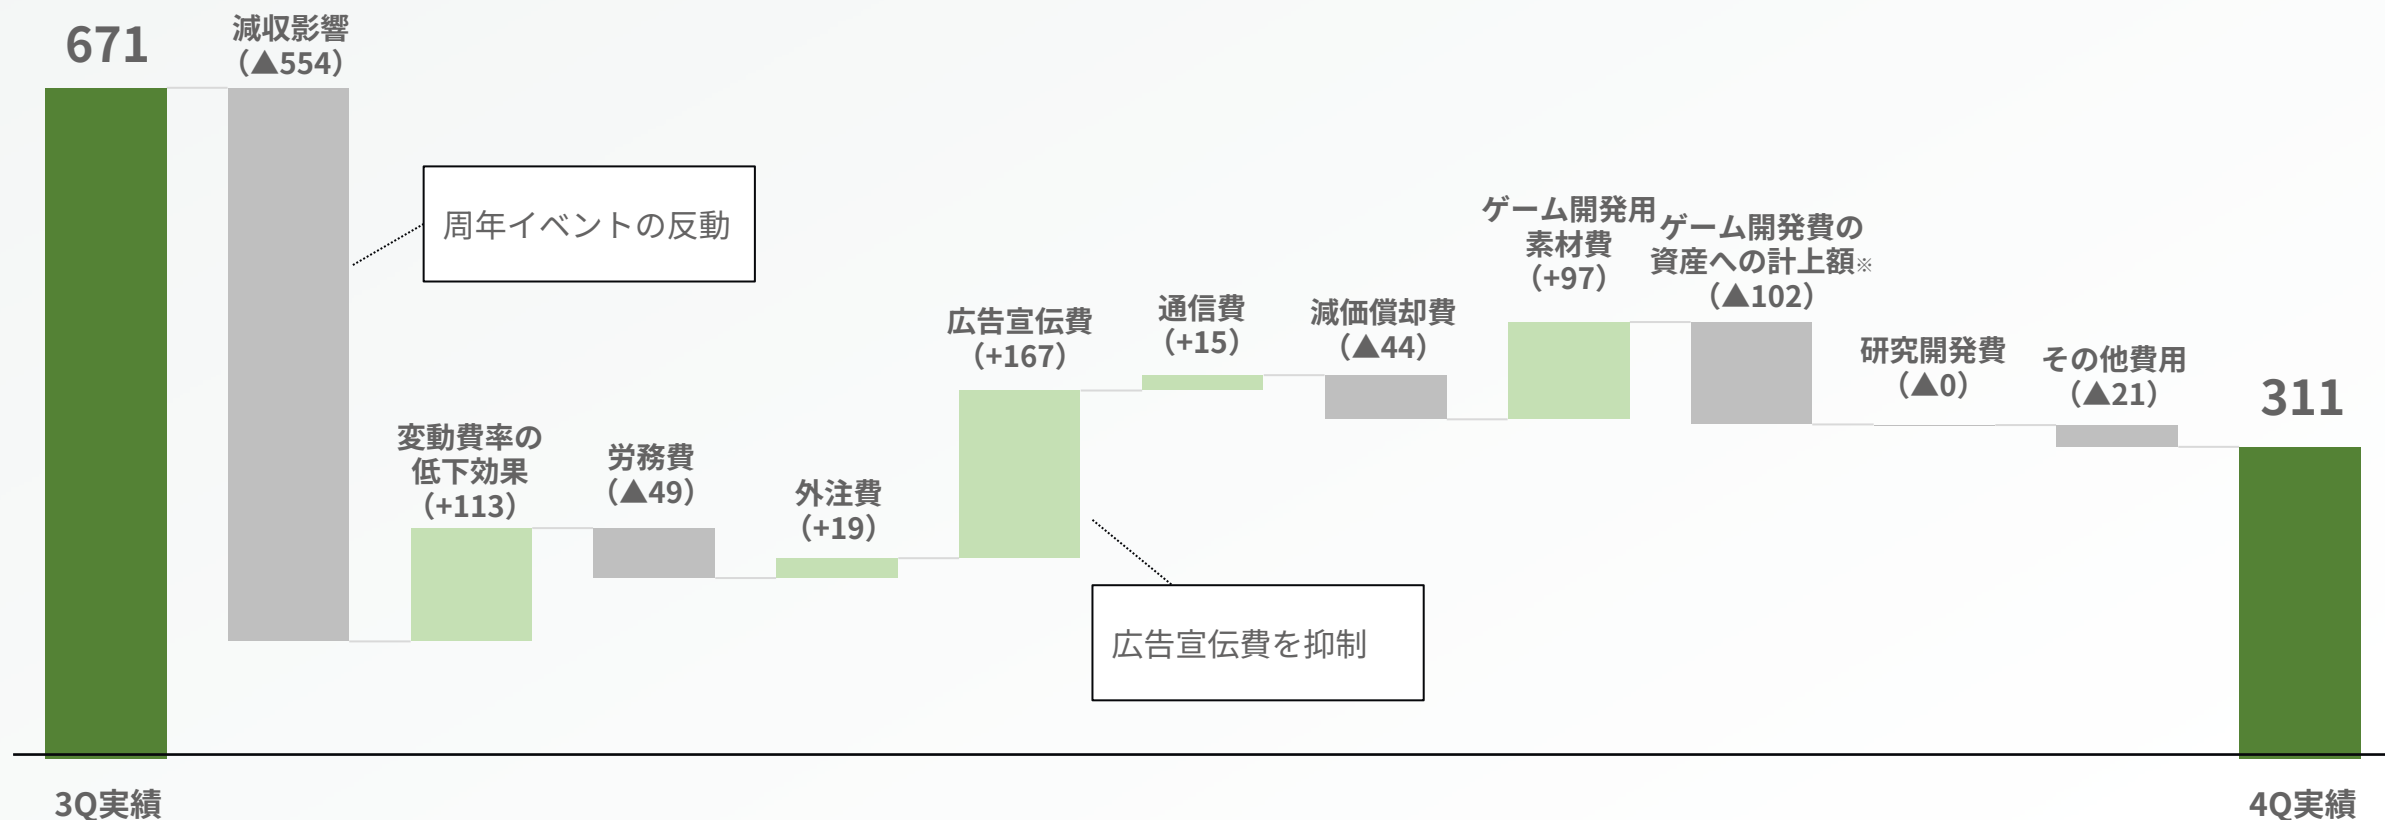 671
減収影響
（▲554）
周年イベントの反動
変動費率の
低下効果
（+113）
労務費
（▲49）
外注費
（+19）
広告宣伝費
（+167）
広告宣伝費を抑制
通信費
（+15）
減価償却費
（▲44）
ゲーム開発用
素材費
（+97）
ゲーム開発費の
資産への計上額※
（▲102）
研究開発費
（▲0）
その他費用
（▲21）
311
3Q実績
4Q実績